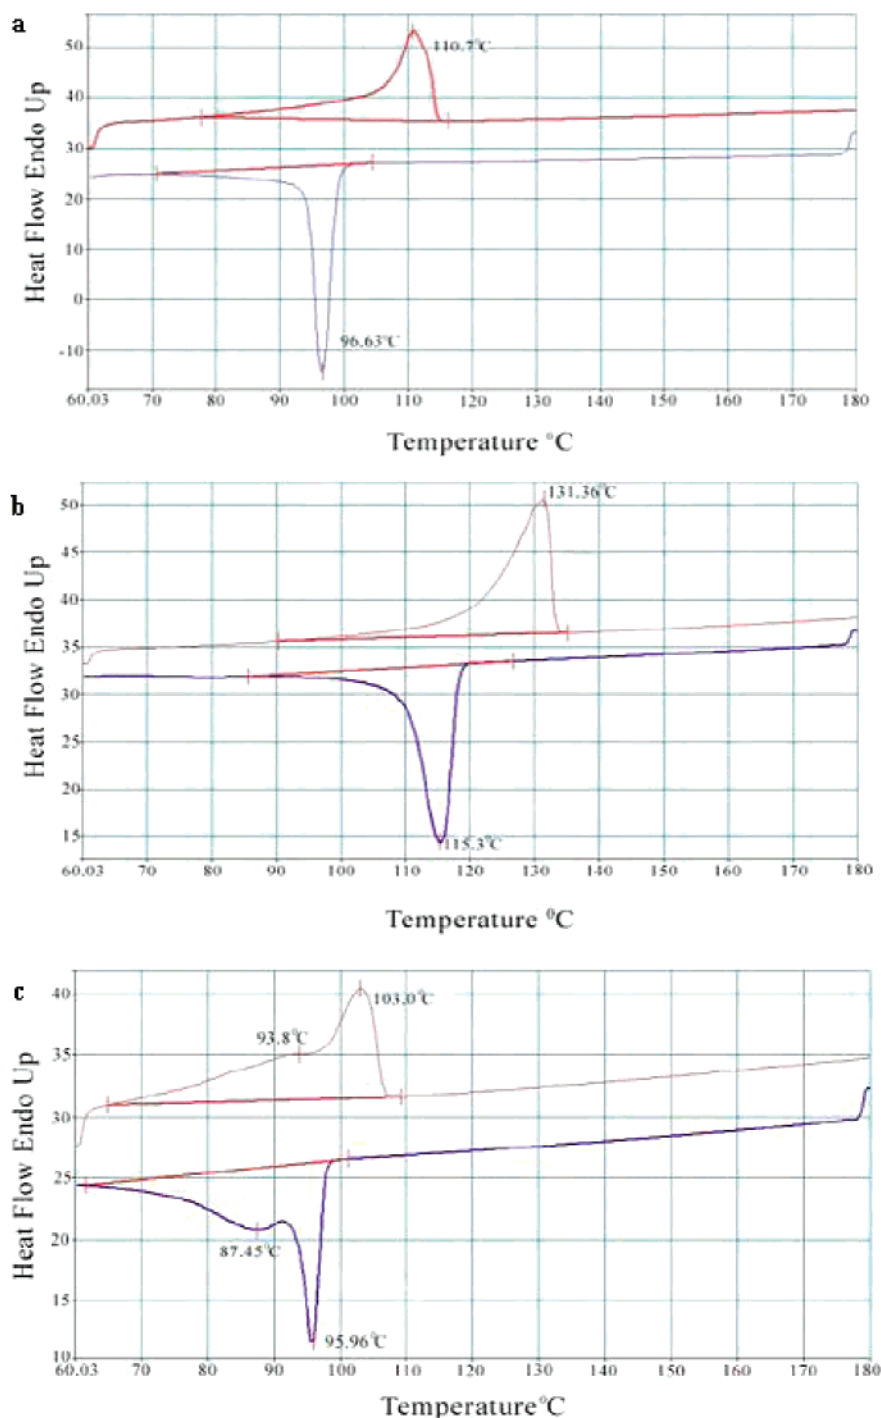 a
Heat Flow Endo Up
50
40
30
20
10
0
-10
110.7°C
96.63°C
60.03 70 80 90 100 110 120 130 140 150 160 170 180
Temperature °C
b
Heat Flow Endo Up
50
45
40
35
30
25
20
15
131.36°C
115.3°C
60.03 70 80 90 100 110 120 130 140 150 160 170 180
Temperature ⁰C
c
Heat Flow Endo Up
40
35
30
25
20
15
10
103.0°C
93.8°C
87.45°C
95.96°C
60.03 70 80 90 100 110 120 130 140 150 160 170 180
Temperature°C